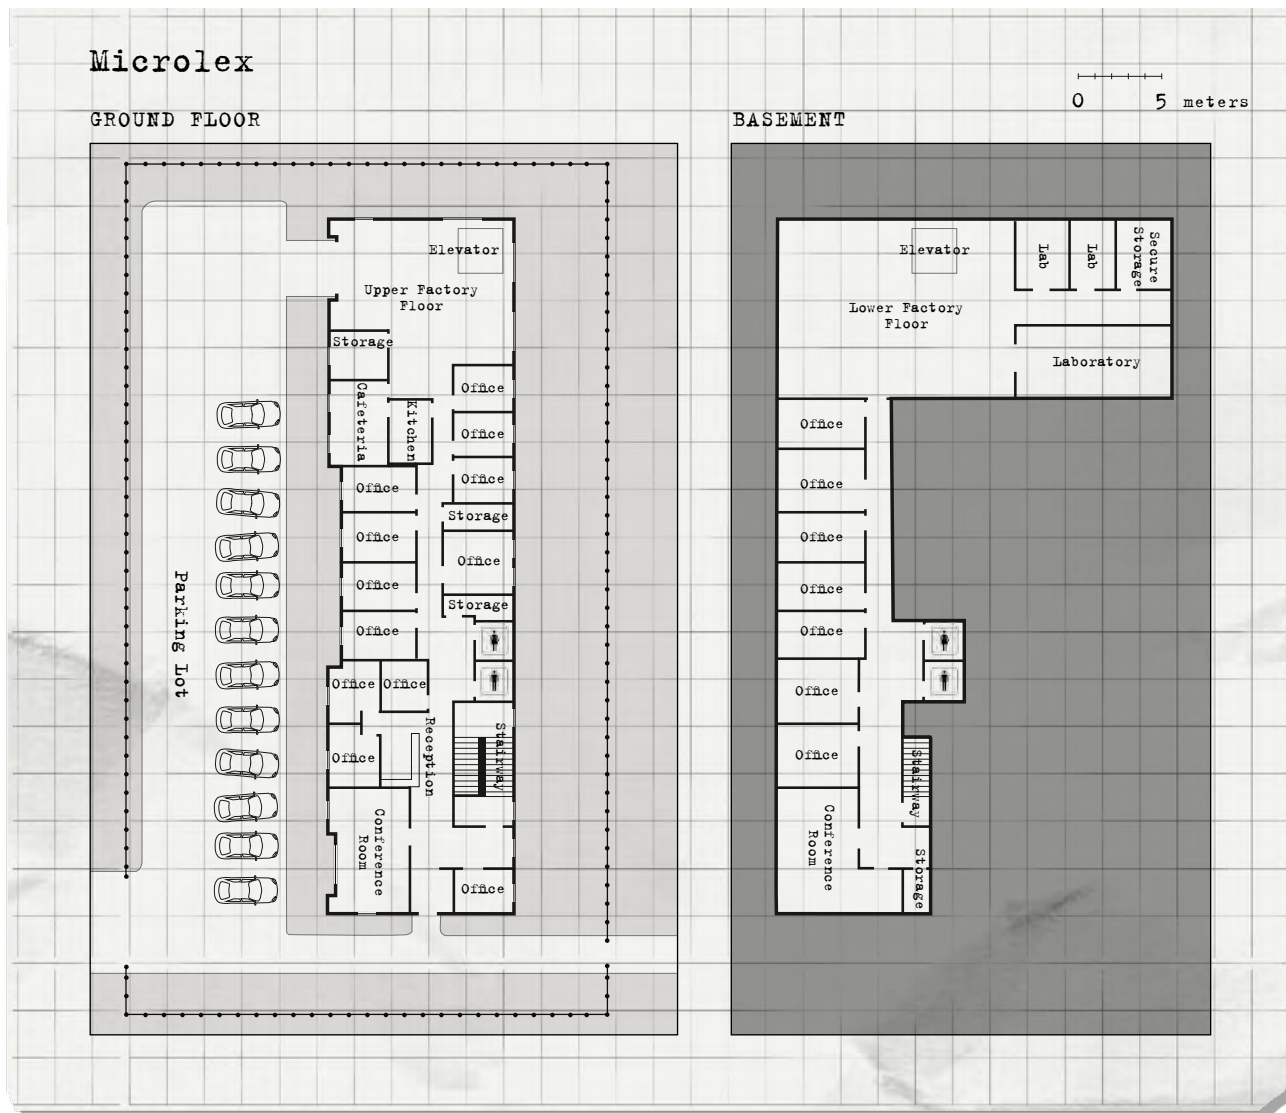 Microlex
0 5 meters
GROUND FLOOR
BASEMENT
Elevator
Upper Factory
Floor
Storage
Cafeteria
Kitchen
Office
Office
Office
Office
Storage
Office
Office
Office
Storage
Office
Office
Office
Reception
Stairway
Office
Conference
Room
Office
Parking Lot
Elevator
Lab
Lab
Secure
Storage
Lower Factory
Floor
Laboratory
Office
Office
Office
Office
Office
Office
Office
Stairway
Conference
Room
Storage